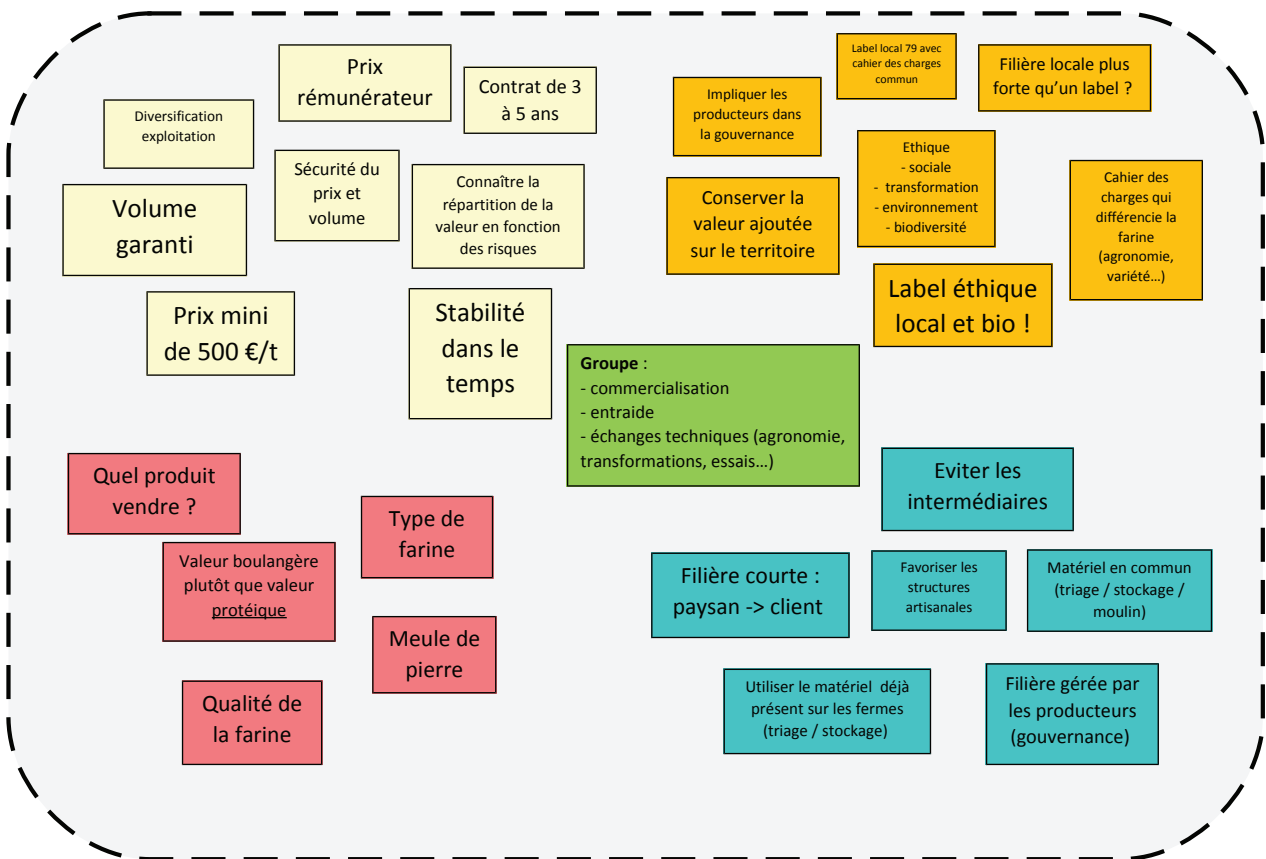 Prix
rémunérateur
Contrat de 3
à 5 ans
Diversification
exploitation
Sécurité du
prix et
volume
Connaître la
répartition de la
valeur en fonction
des risques
Volume
garanti
Prix mini
de 500 €/t
Stabilité
dans le
temps
Label local 79 avec
cahier des charges
commun
Filière locale plus
forte qu’un label ?
Impliquer les
producteurs dans
la gouvernance
Ethique
- sociale
- transformation
- environnement
- biodiversité
Cahier des
charges qui
différencie la
farine
(agronomie,
variété…)
Conserver la
valeur ajoutée
sur le territoire
Label éthique
local et bio !
Groupe :
- commercialisation
- entraide
- échanges techniques (agronomie,
transformations, essais…)
Quel produit
vendre ?
Type de
farine
Valeur boulangère
plutôt que valeur
protéique
Meule de
pierre
Qualité de
la farine
Eviter les
intermédiaires
Filière courte :
paysan -> client
Favoriser les
structures
artisanales
Matériel en commun
(triage / stockage /
moulin)
Utiliser le matériel déjà
présent sur les fermes
(triage / stockage)
Filière gérée par
les producteurs
(gouvernance)